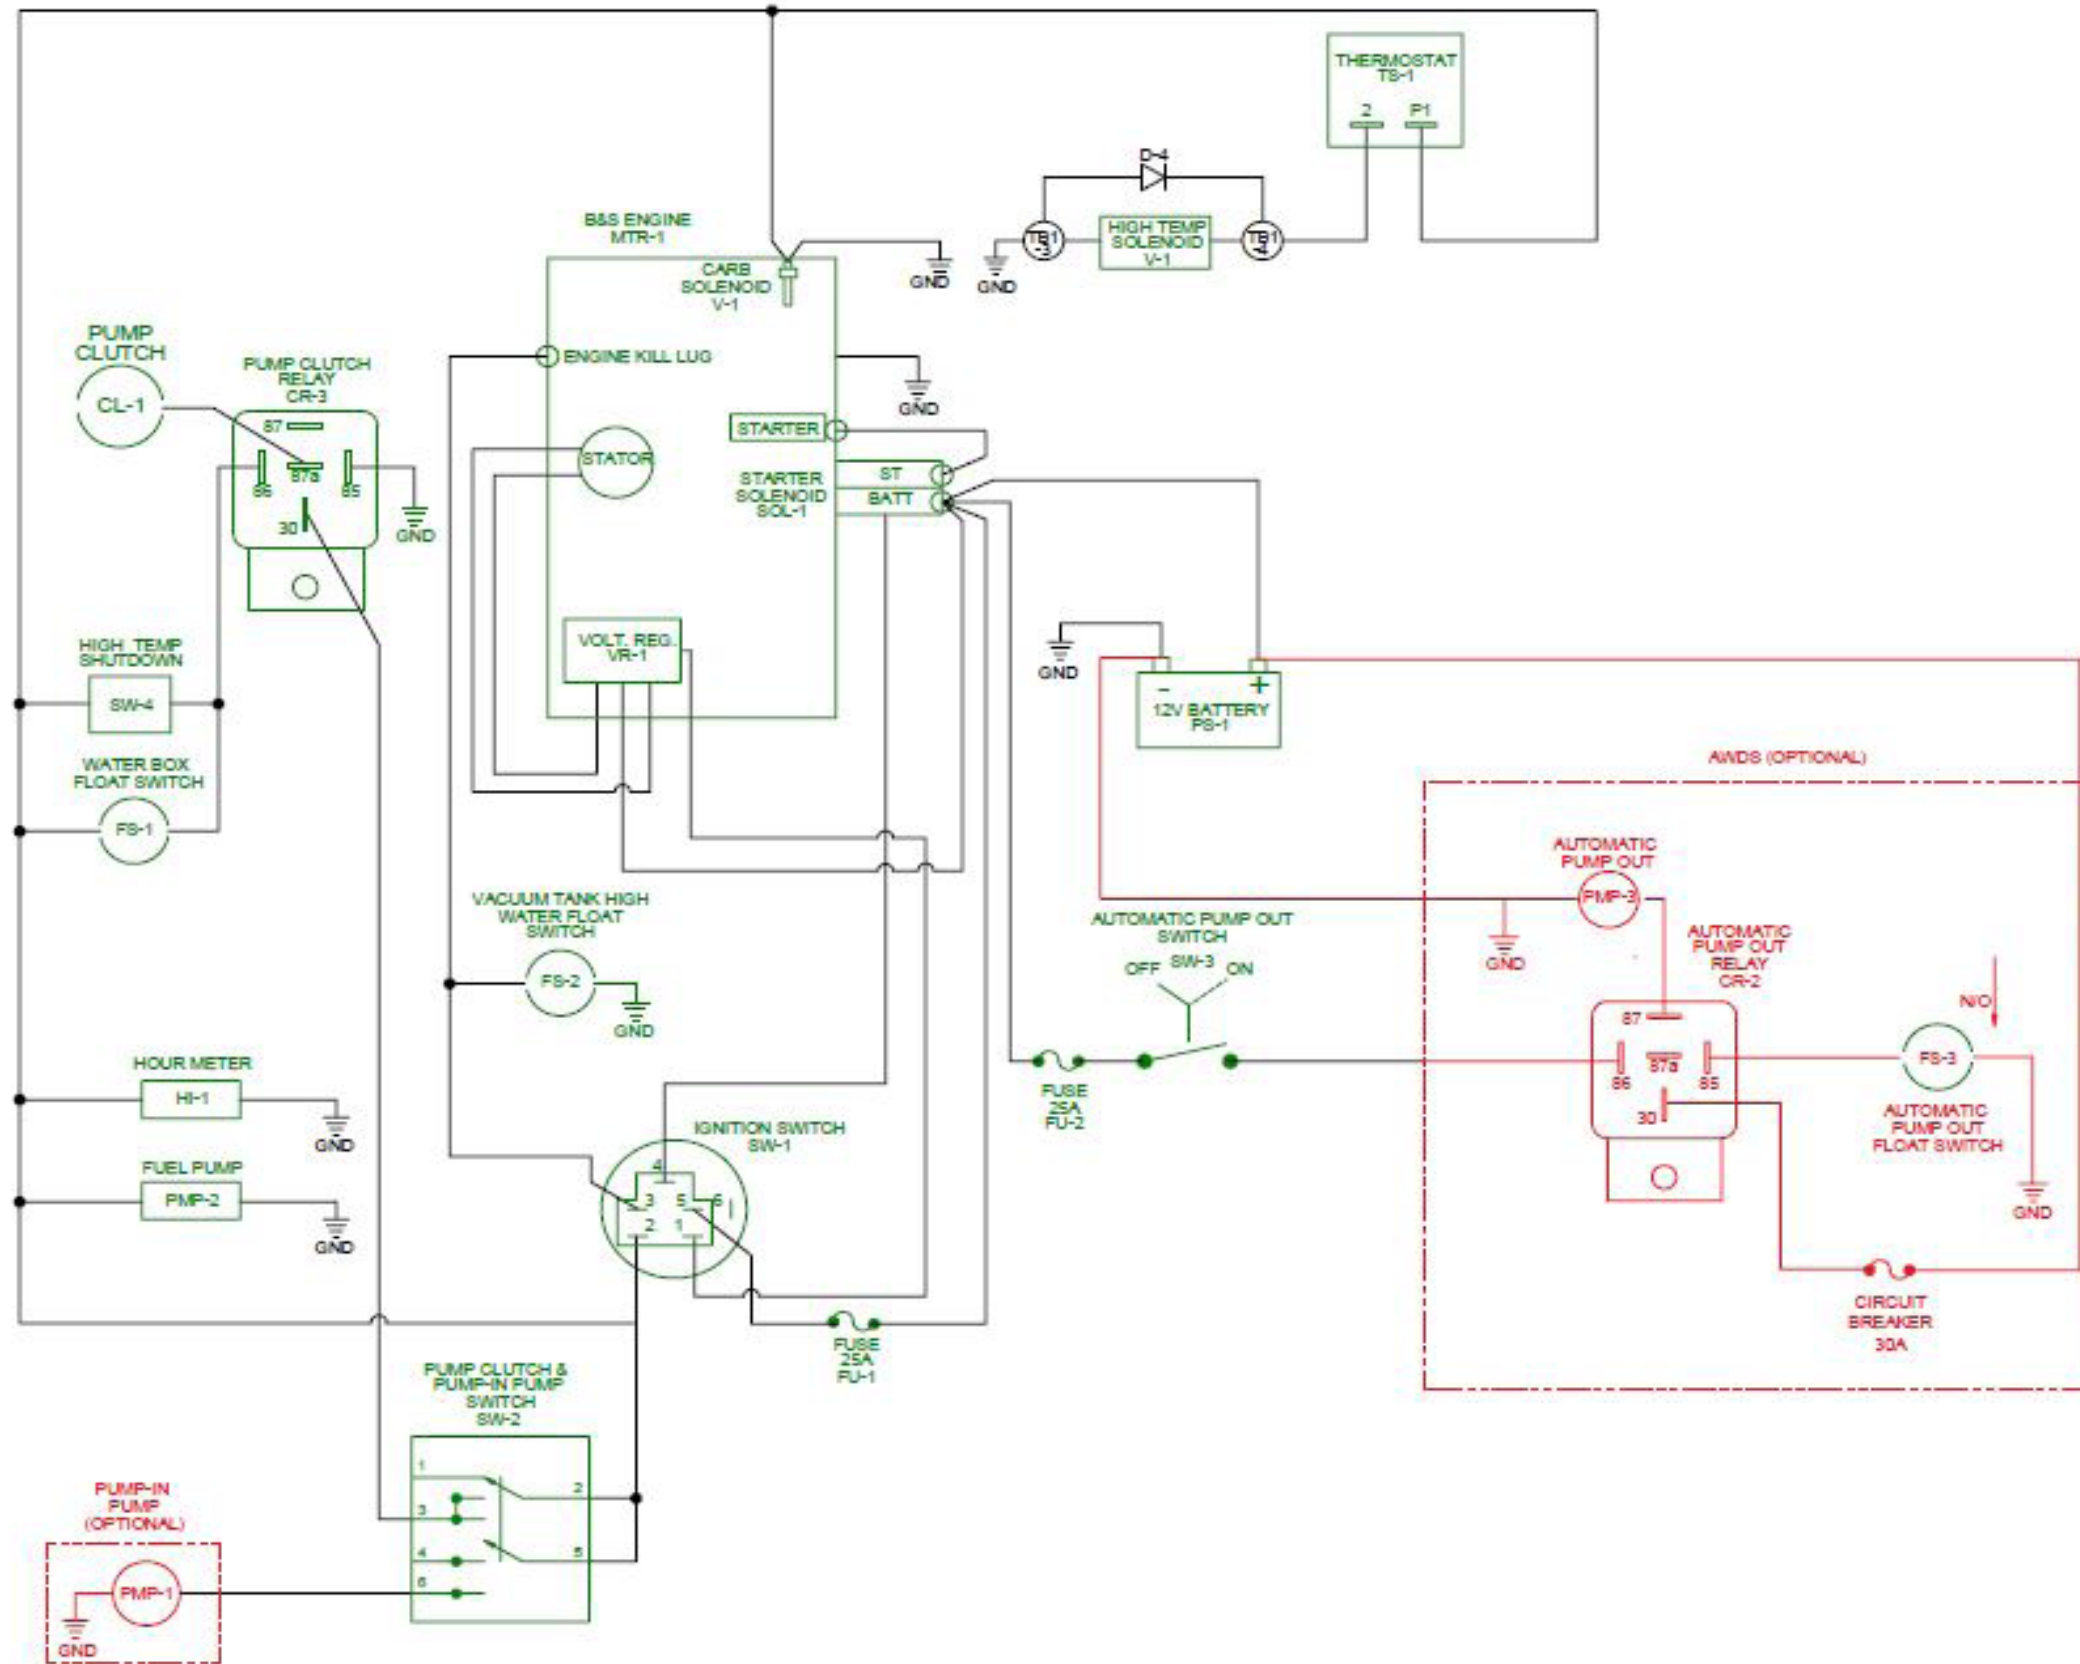 THERMOSTAT
TS-1
2 P1
D-4
TB1
-3
HIGH TEMP
SOLENOID
V-1
TB1
-4
GND
B&S ENGINE
MTR-1
CARB
SOLENOID
V-1
GND
ENGINE KILL LUG
GND
PUMP
CLUTCH
CL-1
PUMP CLUTCH
RELAY
CR-3
87
86 87a 85
30
GND
STARTER
STATOR
STARTER
SOLENOID
SOL-1
ST
BATT
VOLT. REG.
VR-1
HIGH TEMP
SHUTDOWN
SW-4
WATER BOX
FLOAT SWITCH
FS-1
GND
- +
12V BATTERY
PS-1
AWDS (OPTIONAL)
VACUUM TANK HIGH
WATER FLOAT
SWITCH
FS-2
GND
AUTOMATIC PUMP OUT
SWITCH
OFF SW-3 ON
AUTOMATIC
PUMP OUT
PMP-3
GND
AUTOMATIC
PUMP OUT
RELAY
CR-2
87
86 87a 85
30
N/O
FS-3
AUTOMATIC
PUMP OUT
FLOAT SWITCH
GND
FUSE
25A
FU-2
HOUR METER
HI-1
GND
FUEL PUMP
PMP-2
GND
IGNITION SWITCH
SW-1
4
3 5 6
2 1
FUSE
25A
FU-1
CIRCUIT
BREAKER
30A
PUMP CLUTCH &
PUMP-IN PUMP
SWITCH
SW-2
1
2
3
4
5
6
PUMP-IN
PUMP
(OPTIONAL)
PMP-1
GND